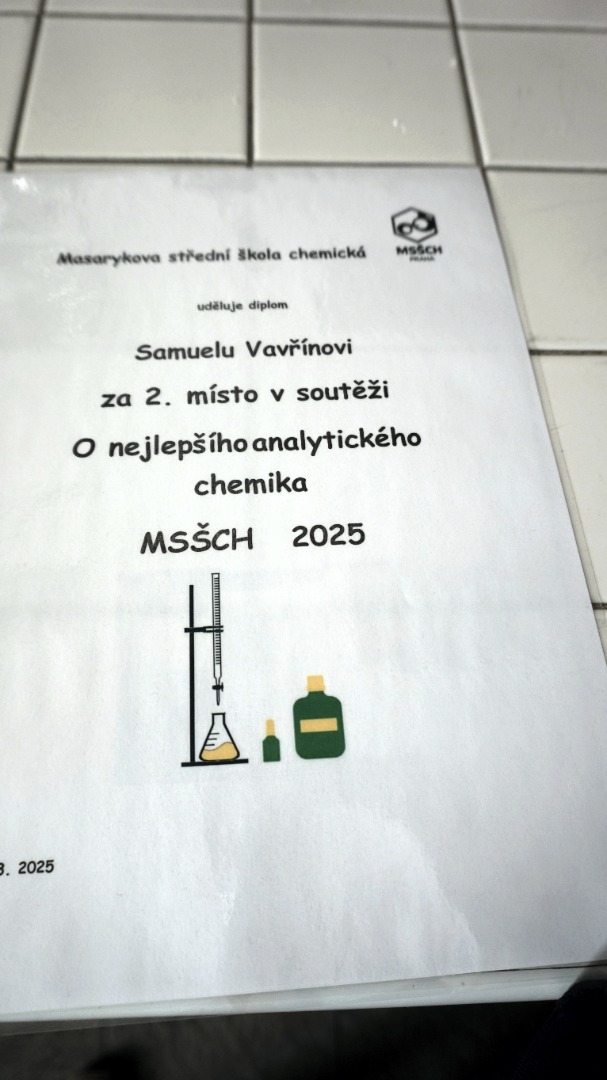 MSŠCH
PRAHA
Masarykova střední škola chemická
uděluje diplom
Samuelu Vavřínovi
za 2. místo v soutěži
O nejlepšího analytického
chemika
MSŠCH 2025
3. 2025